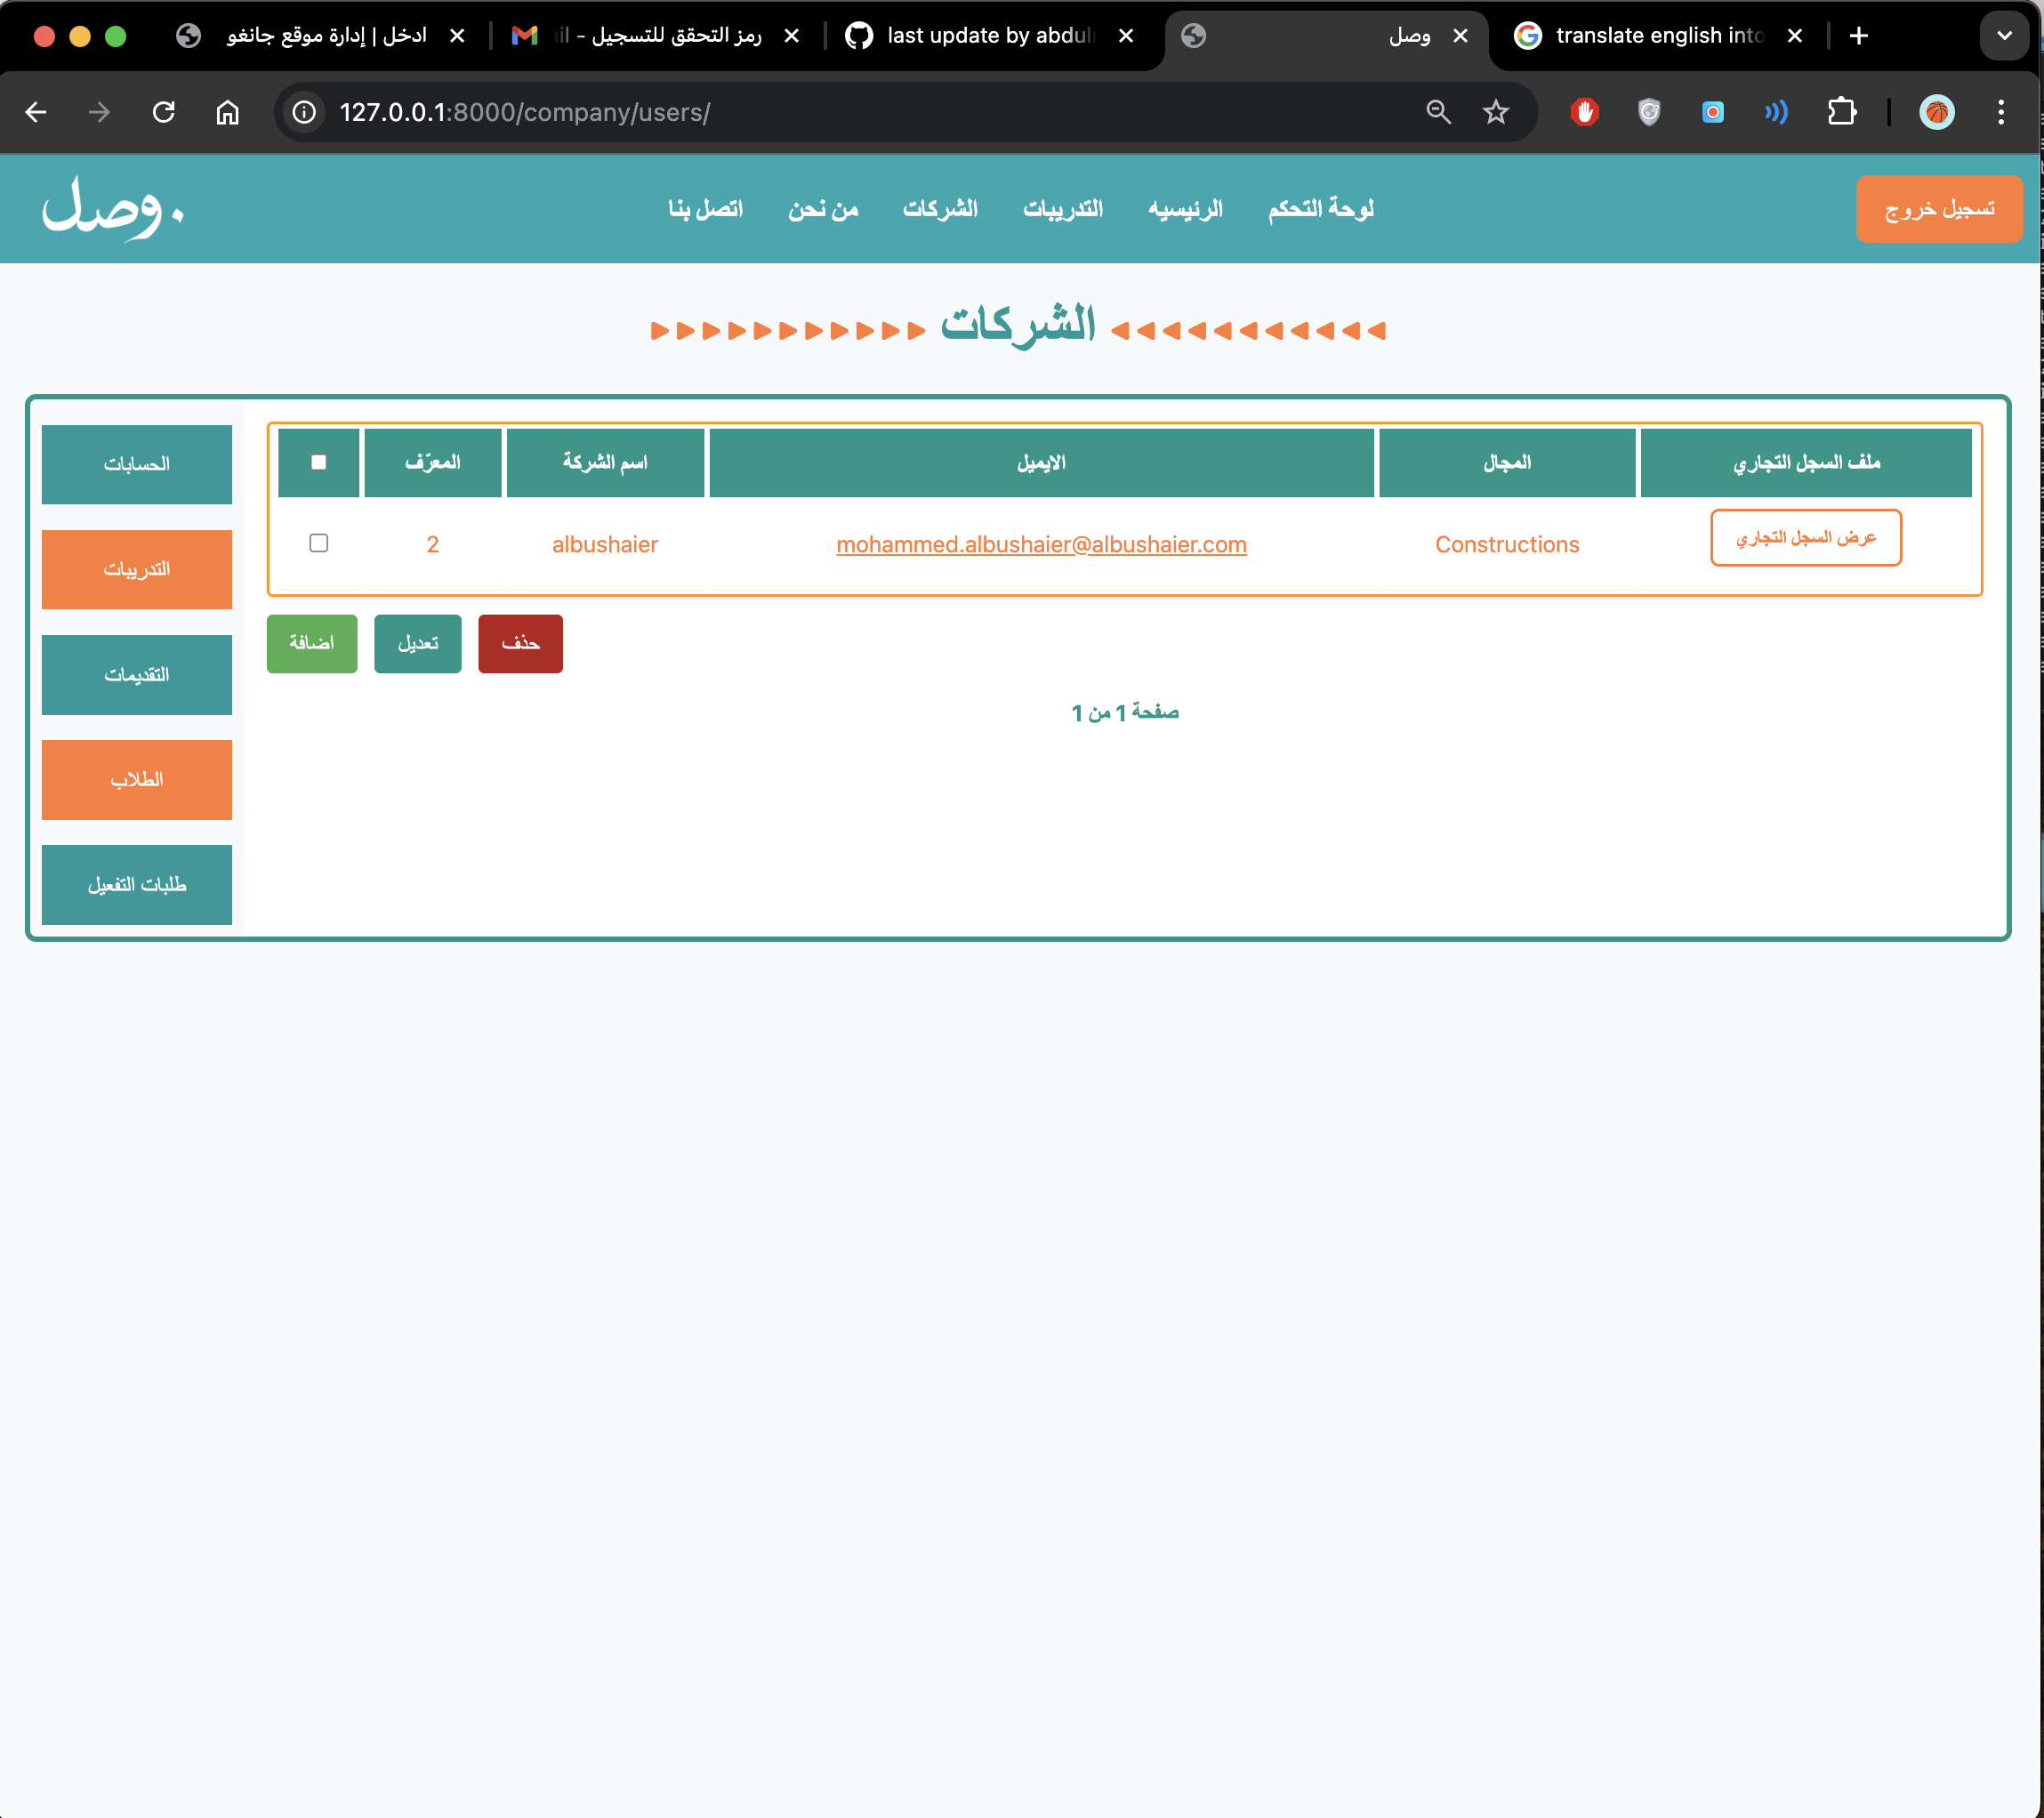 ادخل | إدارة موقع جانغو
رمز التحقق للتسجيل -
last update by abdul
وصل
translate english into
127.0.0.1:8000/company/users/
وصل
لوحة التحكم
الرئيسيه
التدريبات
الشركات
من نحن
اتصل بنا
تسجيل خروج
الشركات
الحسابات
التدريبات
التقديمات
الطلاب
طلبات التفعيل
المعرّف
اسم الشركة
الايميل
المجال
ملف السجل التجاري
2
albushaier
mohammed.albushaier@albushaier.com
Constructions
عرض السجل التجاري
اضافة
تعديل
حذف
صفحة 1 من 1